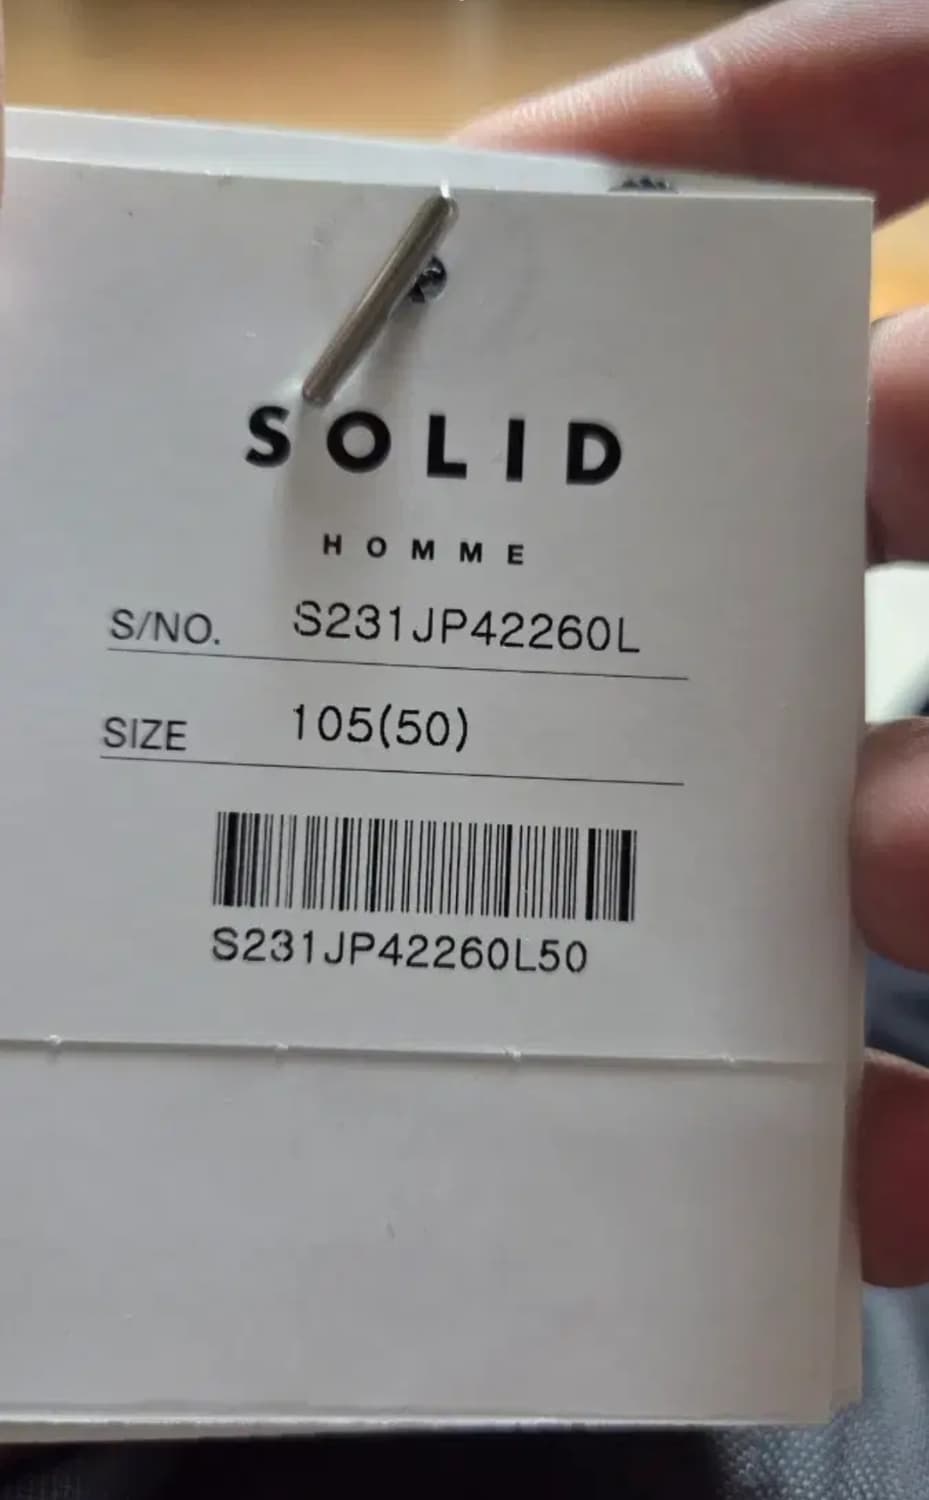 SOLID
HOMME
S/NO. S231JP42260L
SIZE 105(50)
S231JP42260L50